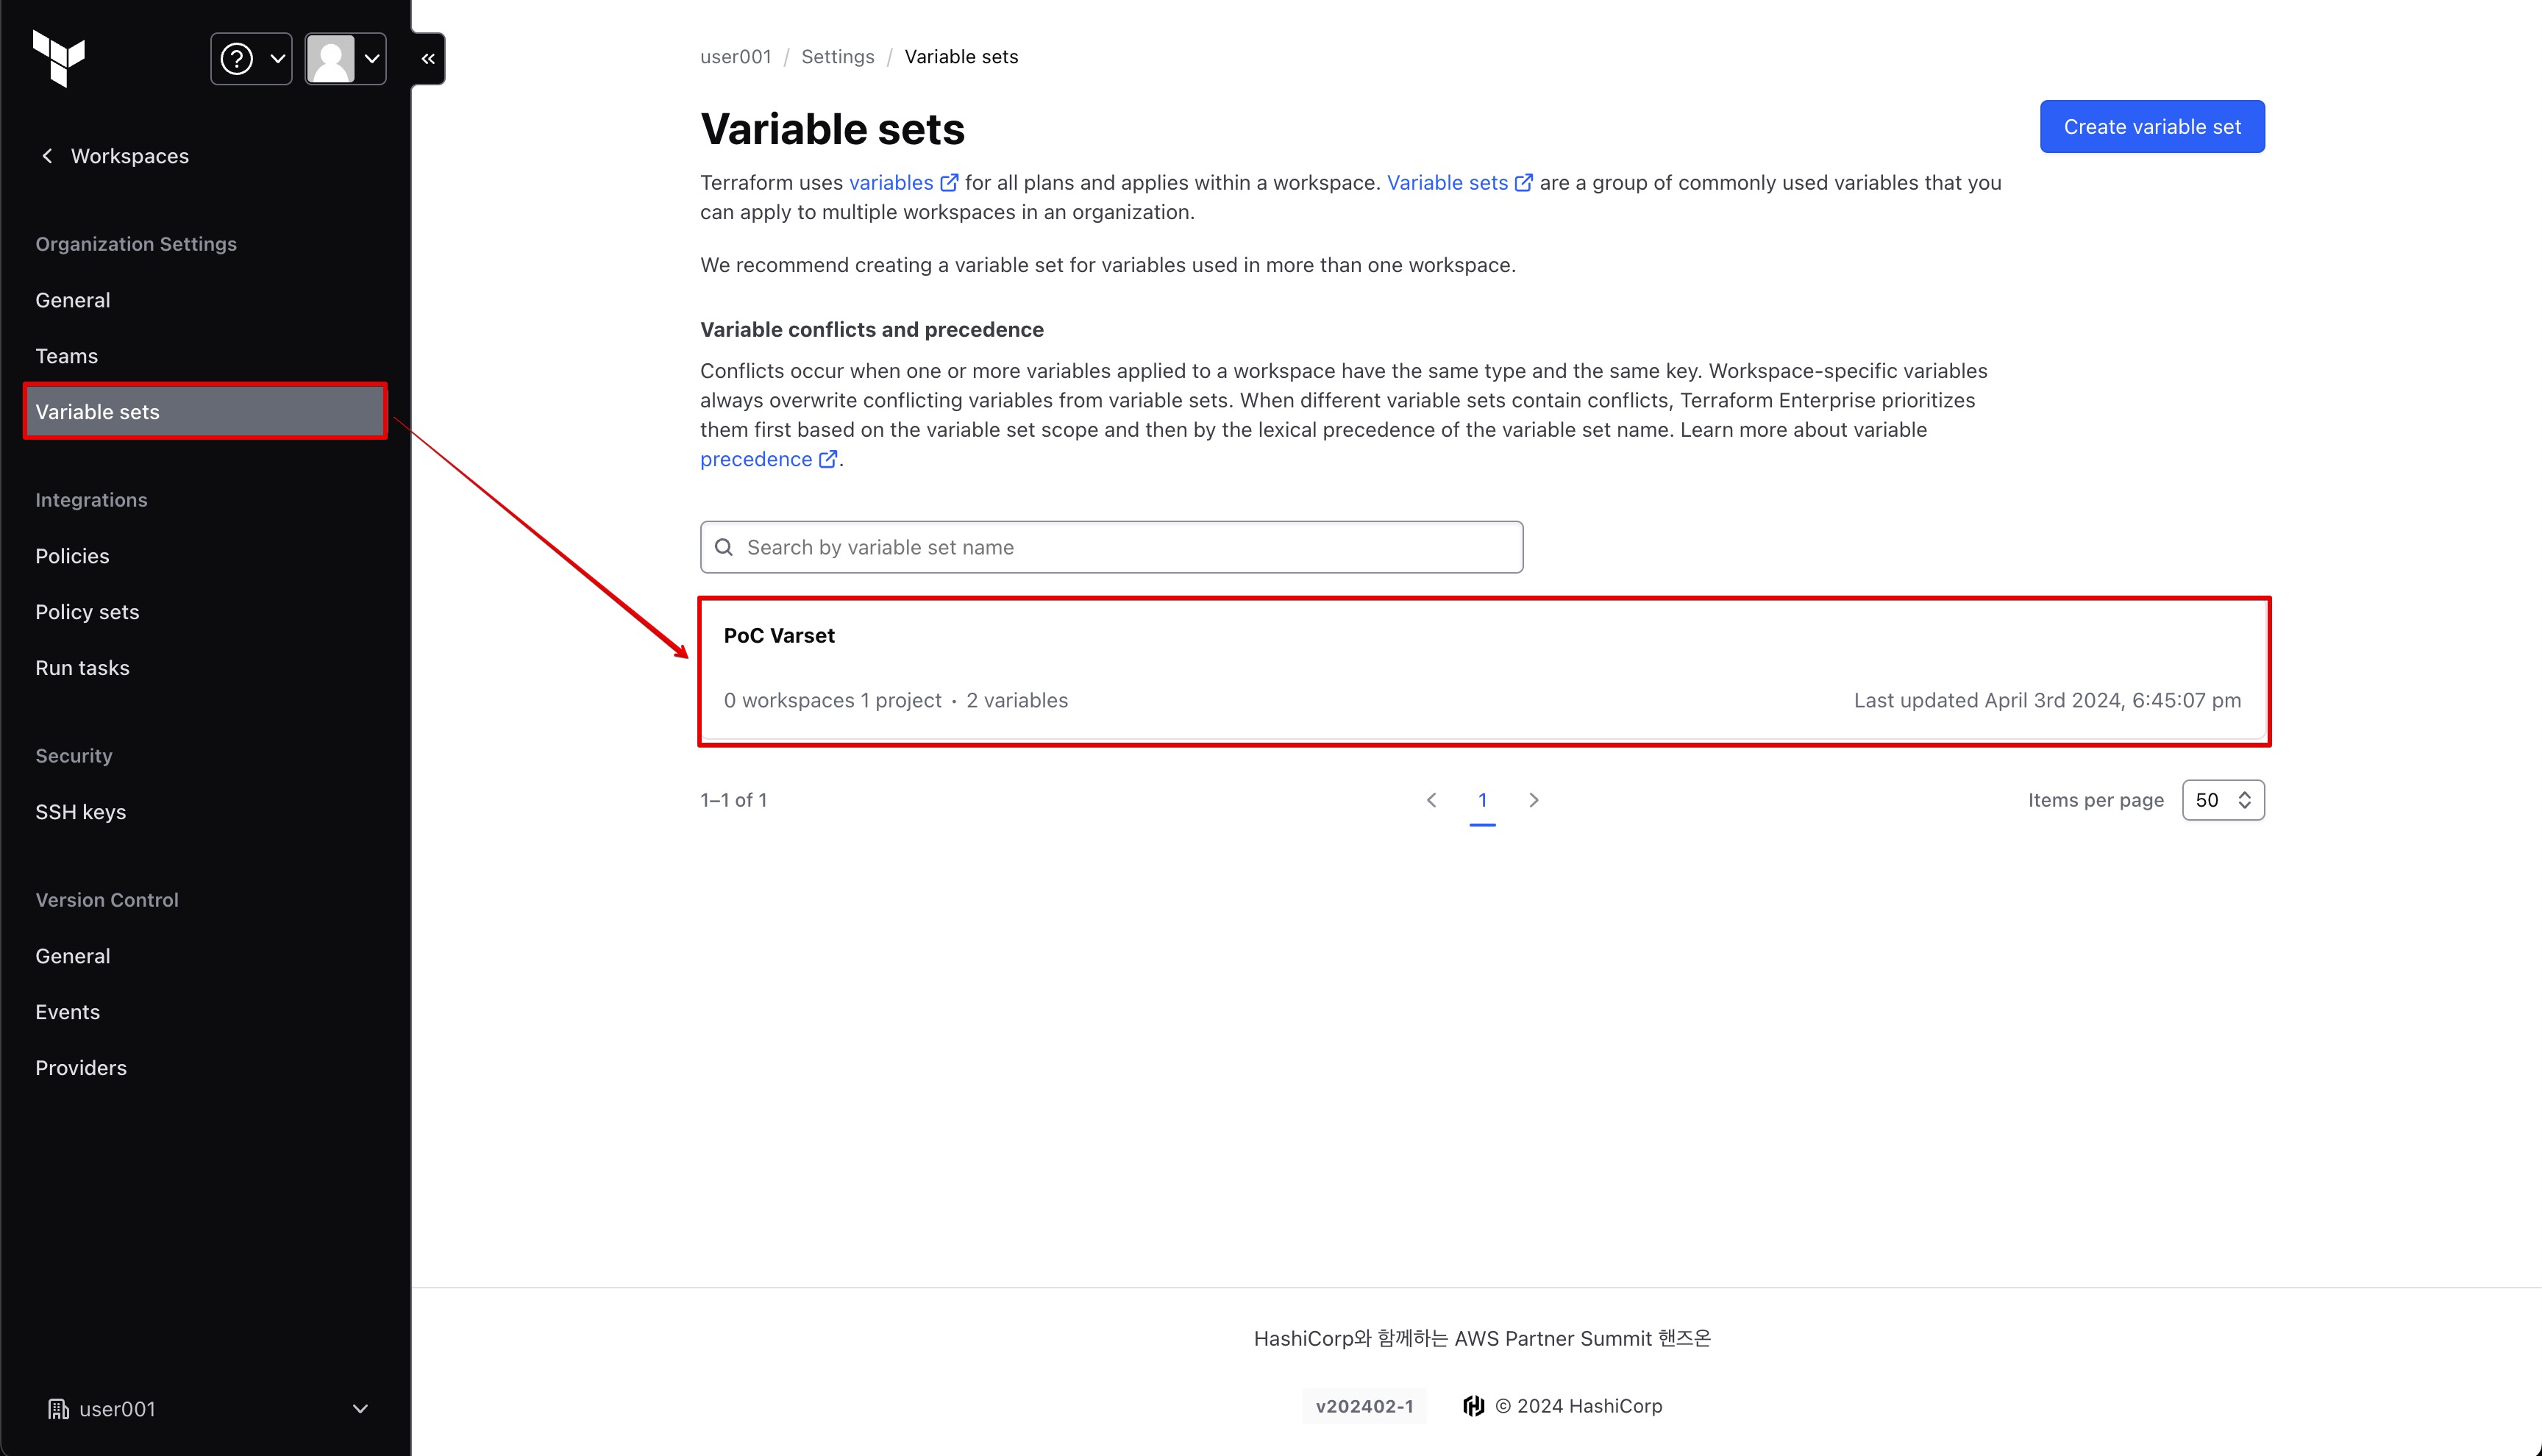 Workspaces
Organization Settings
General
Teams
Variable sets
Integrations
Policies
Policy sets
Run tasks
Security
SSH keys
Version Control
General
Events
Providers
user001
user001 / Settings / Variable sets
Variable sets
Create variable set
Terraform uses variables for all plans and applies within a workspace. Variable sets are a group of commonly used variables that you
can apply to multiple workspaces in an organization.
We recommend creating a variable set for variables used in more than one workspace.
Variable conflicts and precedence
Conflicts occur when one or more variables applied to a workspace have the same type and the same key. Workspace-specific variables
always overwrite conflicting variables from variable sets. When different variable sets contain conflicts, Terraform Enterprise prioritizes
them first based on the variable set scope and then by the lexical precedence of the variable set name. Learn more about variable
precedence .
Search by variable set name
PoC Varset
0 workspaces 1 project · 2 variables
Last updated April 3rd 2024, 6:45:07 pm
1–1 of 1
1
Items per page 50
HashiCorp와 함께하는 AWS Partner Summit 핸즈온
v202402-1
© 2024 HashiCorp